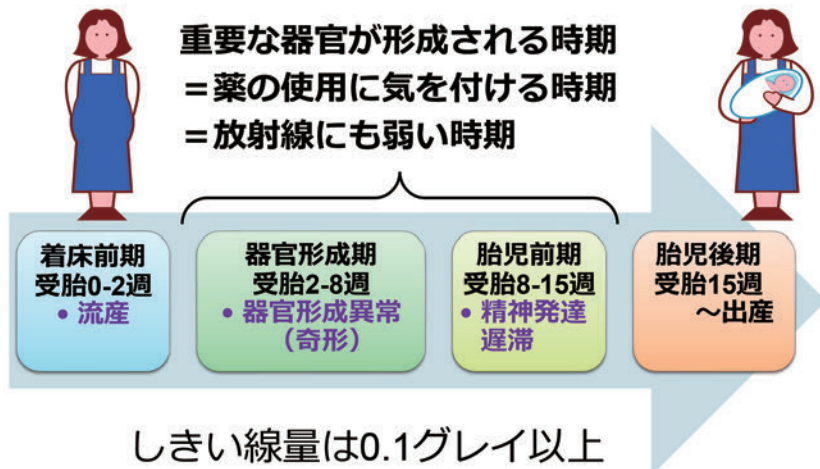 重要な器官が形成される時期
＝薬の使用に気を付ける時期
＝放射線にも弱い時期
着床前期
受胎0-2週
• 流産
器官形成期
受胎2-8週
• 器官形成異常
（奇形）
胎児前期
受胎8-15週
• 精神発達
遅滞
胎児後期
受胎15週
～出産
しきい線量は0.1グレイ以上